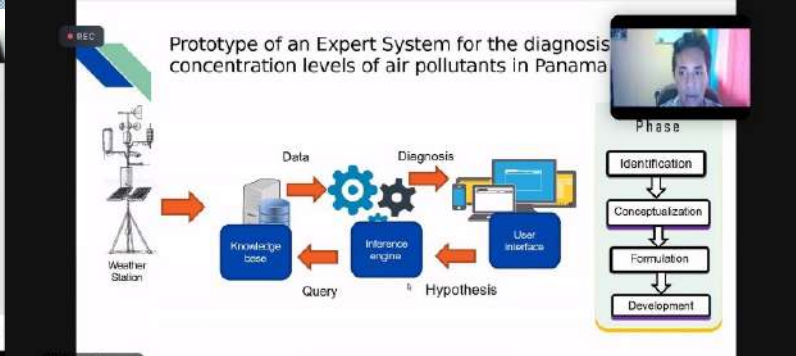 REC
Prototype of an Expert System for the diagnosis
concentration levels of air pollutants in Panama
Phase
Data
Diagnosis
Identification
Conceptualization
Formulation
Development
Knowledge
base
Inference
engine
User
interface
Weather
Station
Query
Hypothesis